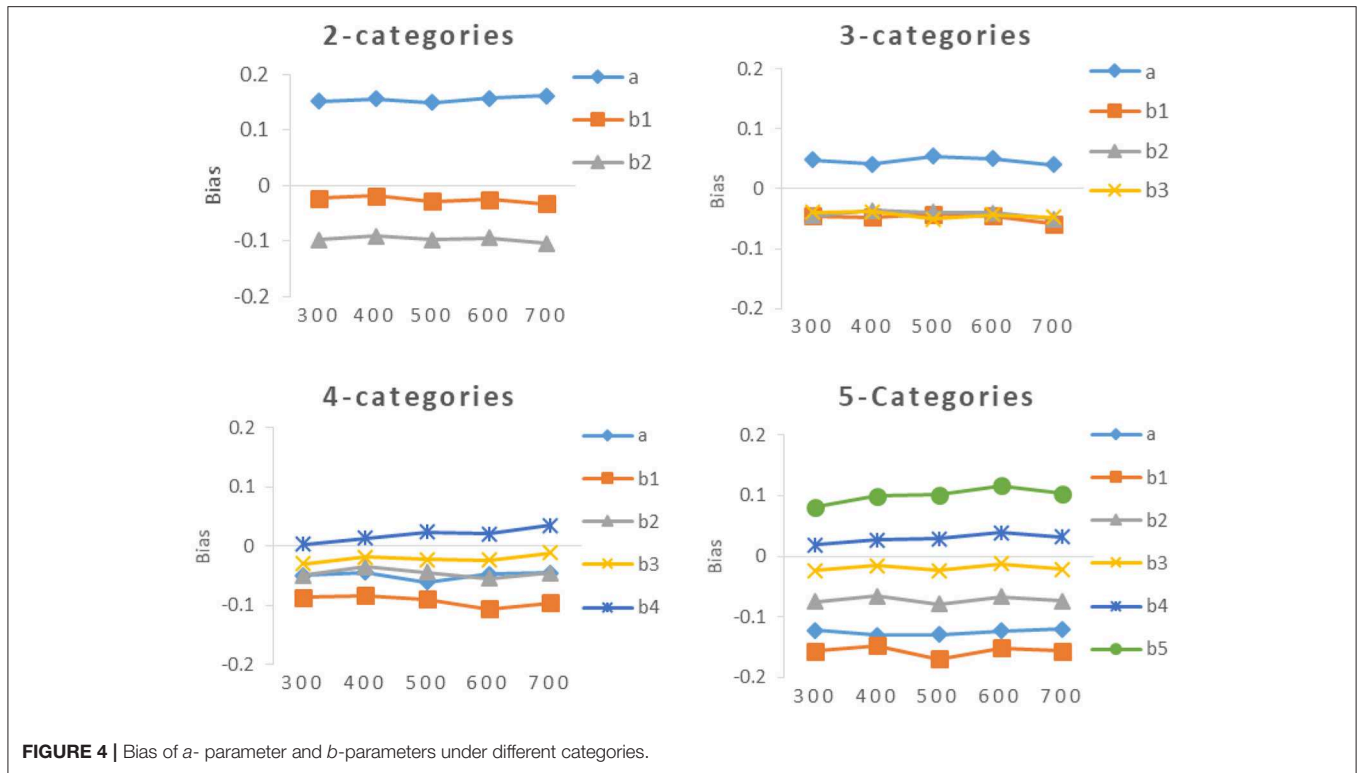 2-categories
0.2
0.1
0
-0.1
-0.2
Bias
300 400 500 600 700
a
b1
b2
3-categories
0.2
0.1
0
-0.1
-0.2
Bias
300 400 500 600 700
a
b1
b2
b3
4-categories
0.2
0.1
0
-0.1
-0.2
Bias
300 400 500 600 700
a
b1
b2
b3
b4
5-Categories
0.2
0.1
0
-0.1
-0.2
Bias
300 400 500 600 700
a
b1
b2
b3
b4
b5
FIGURE 4 | Bias of a- parameter and b-parameters under different categories.